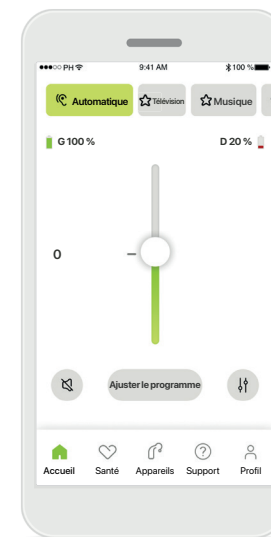 PH 9:41 AM 100 %
Automatique Télévision Musique
G 100 % D 20 %
0
Ajuster le programme
Accueil Santé Appareils Support Profil